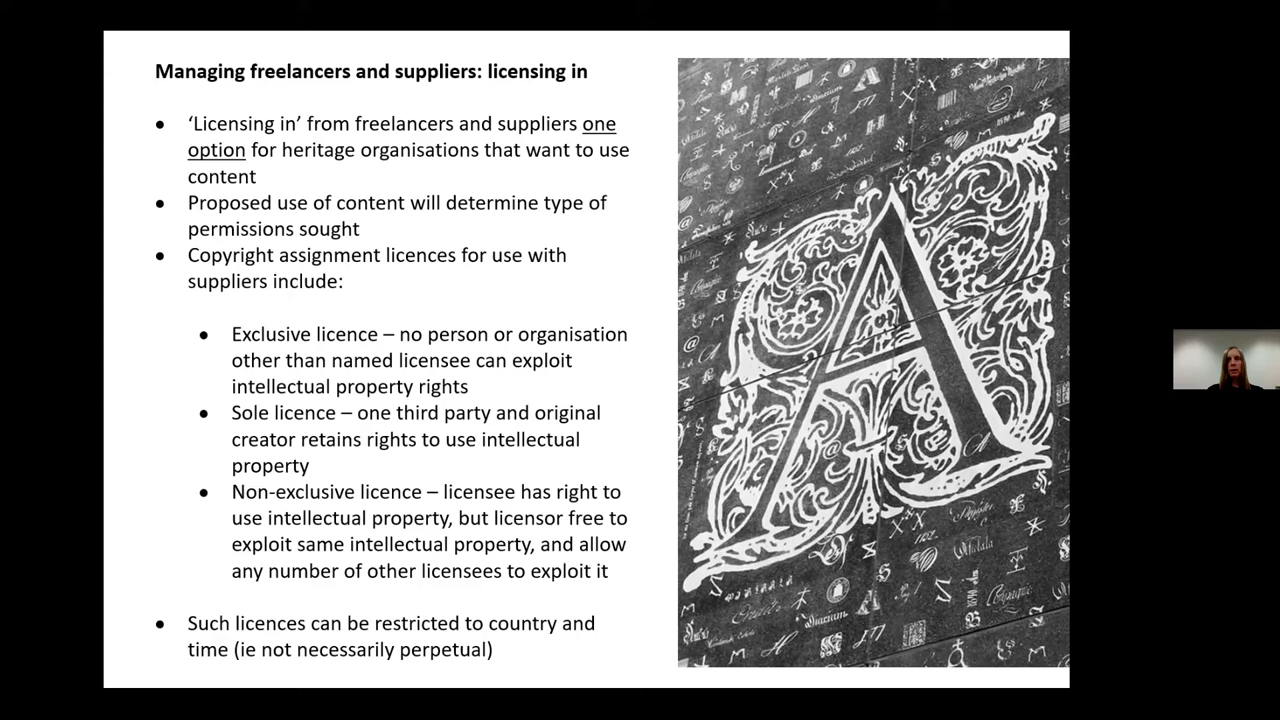 Managing freelancers and suppliers: licensing in
• ‘Licensing in’ from freelancers and suppliers one
option for heritage organisations that want to use
content
• Proposed use of content will determine type of
permissions sought
• Copyright assignment licences for use with
suppliers include:
• Exclusive licence – no person or organisation
other than named licensee can exploit
intellectual property rights
• Sole licence – one third party and original
creator retains rights to use intellectual
property
• Non-exclusive licence – licensee has right to
use intellectual property, but licensor free to
exploit same intellectual property, and allow
any number of other licensees to exploit it
• Such licences can be restricted to country and
time (ie not necessarily perpetual)
A